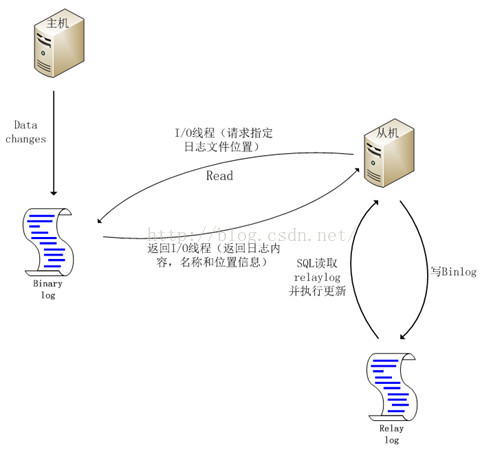 主机
Data
changes
I/O线程（请求指定
日志文件位置）
Read
从机
http://blog.csdn.net/
返回I/O线程（返回日志内
容，名称和位置信息）
SQL读取
relaylog
并执行更新
写Binlog
Binary
log
Relay
log